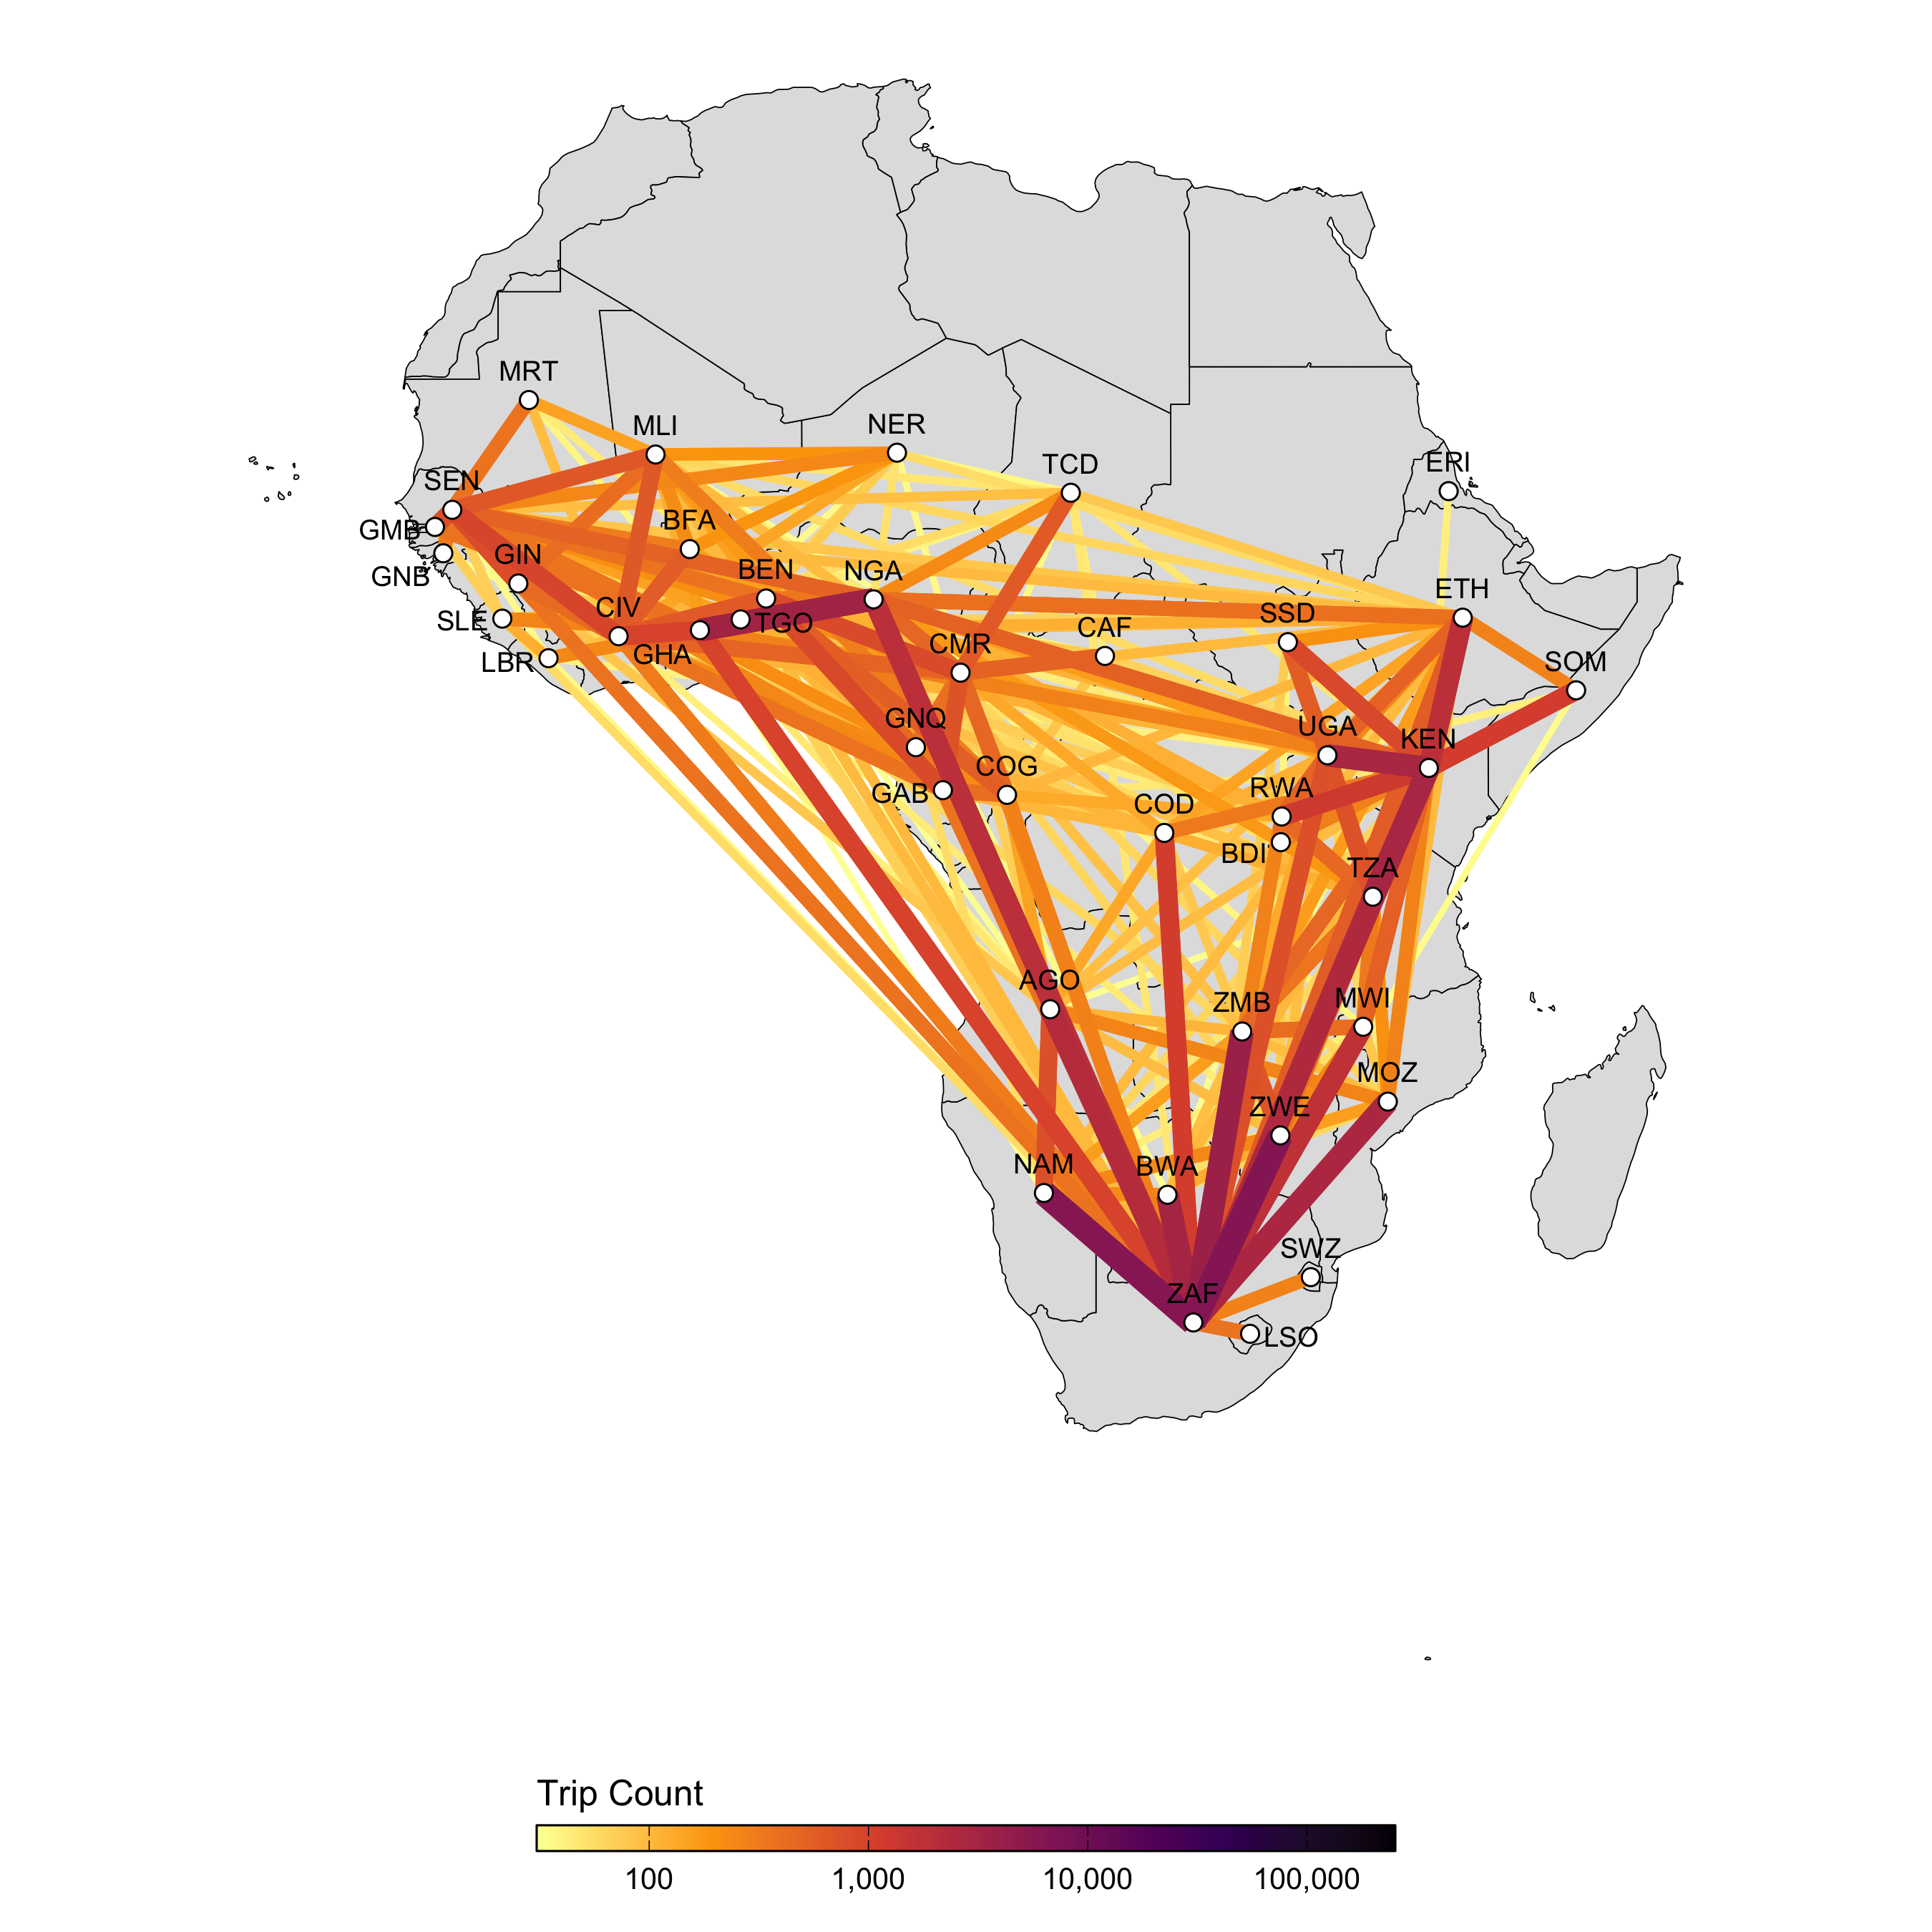 MRT
MLI
NER
TCD
ERI
SEN
BFA
GMB
GIN
GNB
BEN
NGA
ETH
SLE
CIV
TGO
SSD
CAF
GHA
CMR
LBR
SOM
GNQ
UGA
KEN
COG
GAB
COD
RWA
BDI
TZA
AGO
ZMB
MWI
MOZ
ZWE
NAM
BWA
SWZ
ZAF
LSO
Trip Count
100 1,000 10,000 100,000